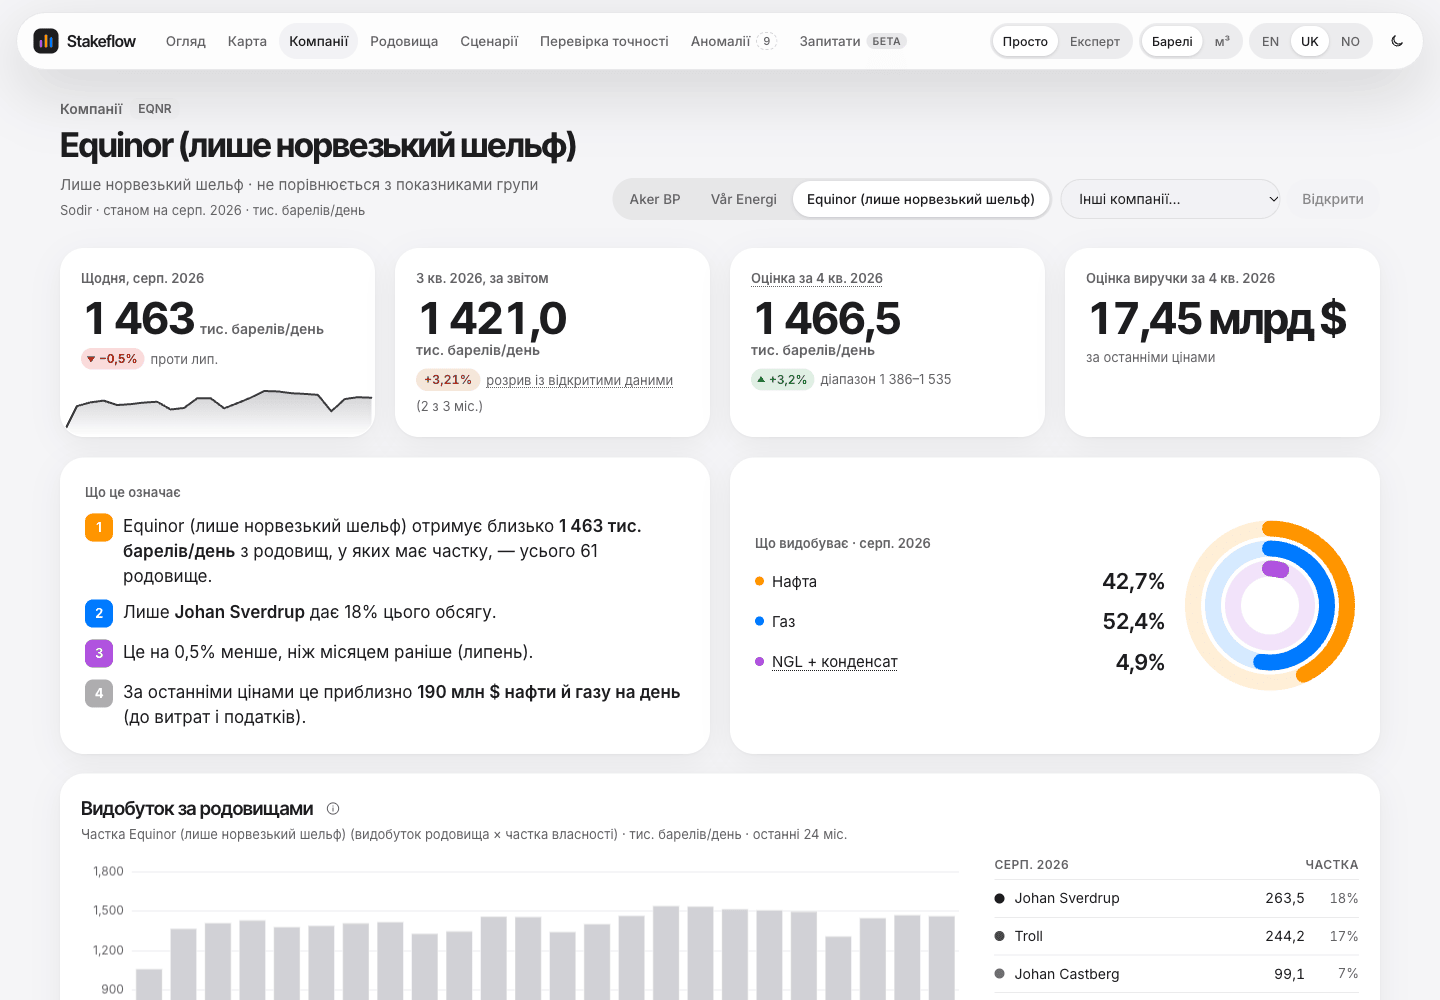 Stakeflow
Огляд
Карта
Компанії
Родовища
Сценарії
Перевірка точності
Аномалії 9
Запитати БЕТА
Просто
Експерт
Барелі
м³
EN
UK
NO
Компанії EQNR
Equinor (лише норвезький шельф)
Лише норвезький шельф · не порівнюється з показниками групи
Sodir · станом на серп. 2026 · тис. барелів/день
Aker BP
Vår Energi
Equinor (лише норвезький шельф)
Інші компанії...
Відкрити
Щодня, серп. 2026
1 463 тис. барелів/день
−0,5% проти лип.
3 кв. 2026, за звітом
1 421,0
тис. барелів/день
+3,21% розрив із відкритими даними
(2 з 3 міс.)
Оцінка за 4 кв. 2026
1 466,5
тис. барелів/день
+3,2% діапазон 1 386–1 535
Оцінка виручки за 4 кв. 2026
17,45 млрд $
за останніми цінами
Що це означає
1 Equinor (лише норвезький шельф) отримує близько 1 463 тис.
барелів/день з родовищ, у яких має частку, — усього 61
родовище.
2 Лише Johan Sverdrup дає 18% цього обсягу.
3 Це на 0,5% менше, ніж місяцем раніше (липень).
4 За останніми цінами це приблизно 190 млн $ нафти й газу на день
(до витрат і податків).
Що видобуває · серп. 2026
Нафта 42,7%
Газ 52,4%
NGL + конденсат 4,9%
Видобуток за родовищами
Частка Equinor (лише норвезький шельф) (видобуток родовища × частка власності) · тис. барелів/день · останні 24 міс.
1,800
1,500
1,200
900
СЕРП. 2026 ЧАСТКА
Johan Sverdrup 263,5 18%
Troll 244,2 17%
Johan Castberg 99,1 7%